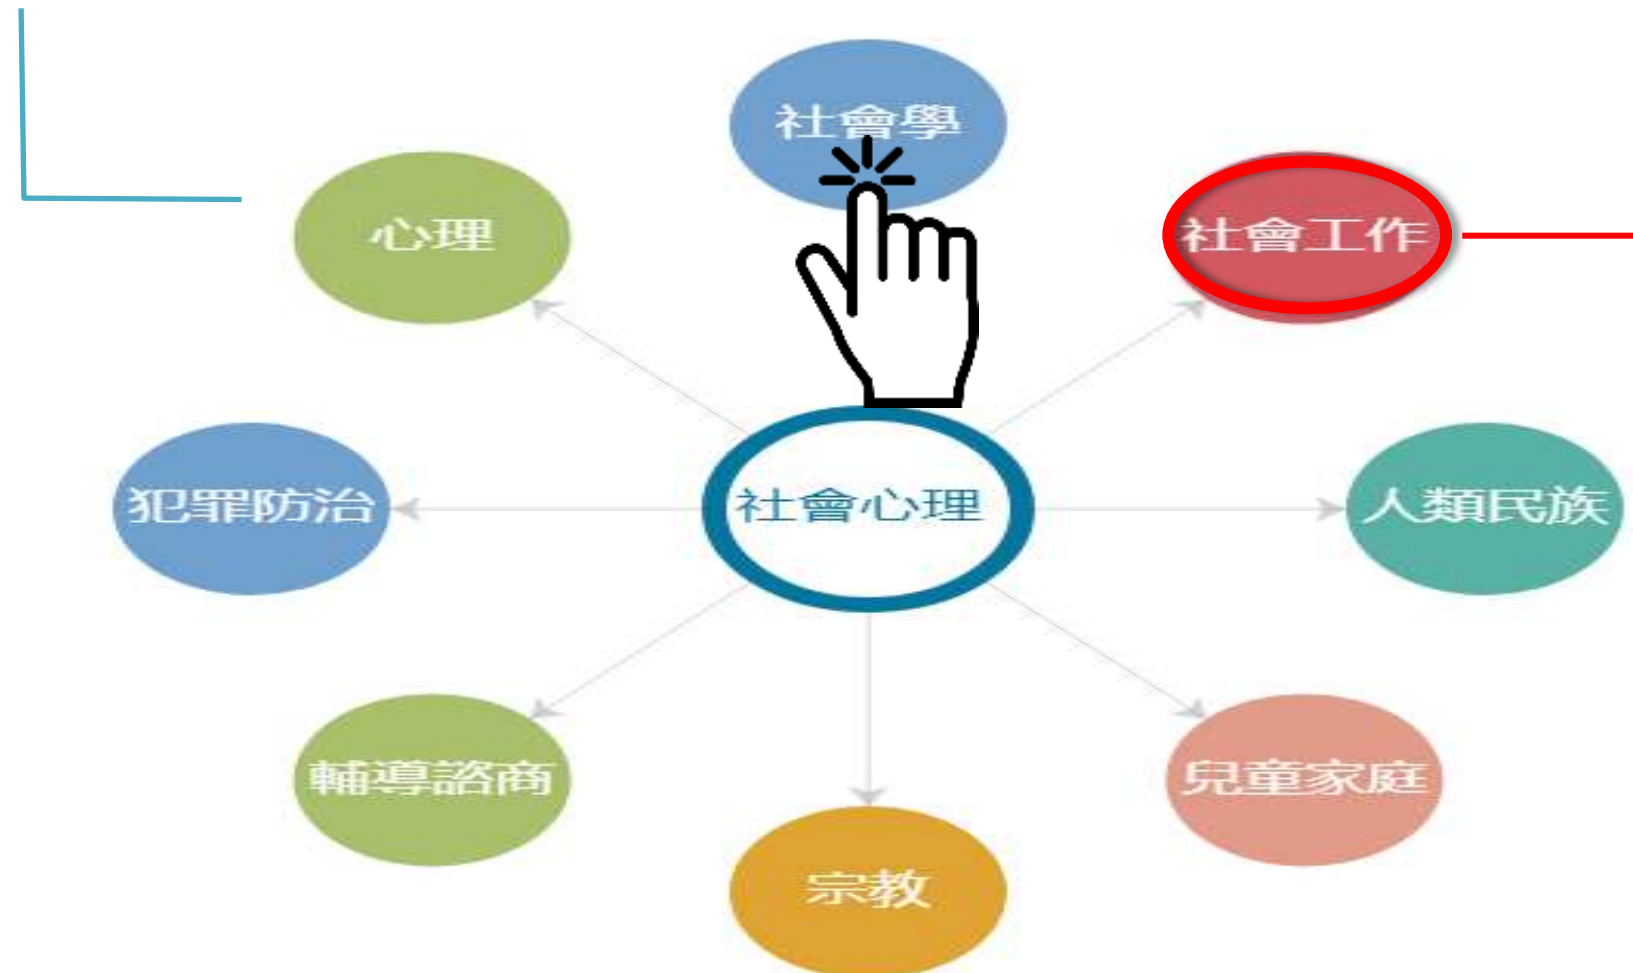 社會學
心理
社會工作
犯罪防治
社會心理
人類民族
輔導諮商
兒童家庭
宗教